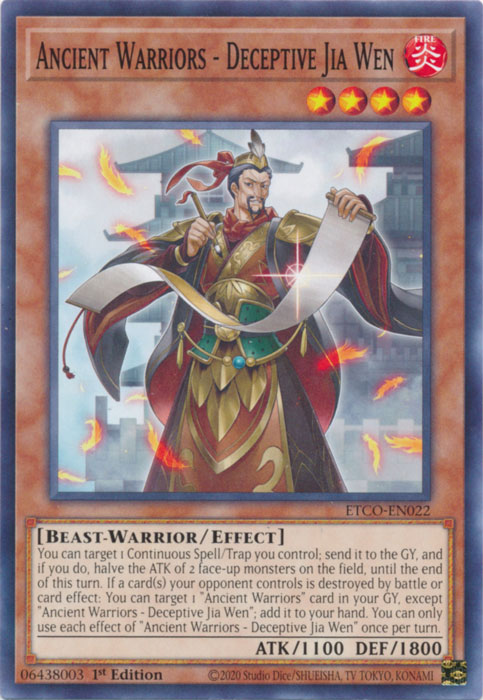 ANCIENT WARRIORS - DECEPTIVE JIA WEN
FIRE
炎
ETCO-EN022
[BEAST-WARRIOR/EFFECT]
You can target 1 Continuous Spell/Trap you control; send it to the GY, and
if you do, halve the ATK of 2 face-up monsters on the field, until the end
of this turn. If a card(s) your opponent controls is destroyed by battle or
card effect: You can target 1 "Ancient Warriors" card in your GY, except
"Ancient Warriors - Deceptive Jia Wen"; add it to your hand. You can only
use each effect of "Ancient Warriors - Deceptive Jia Wen" once per turn.
ATK/1100 DEF/1800
06438003 1st Edition ©2020 Studio Dice/SHUEISHA, TV TOKYO, KONAMI